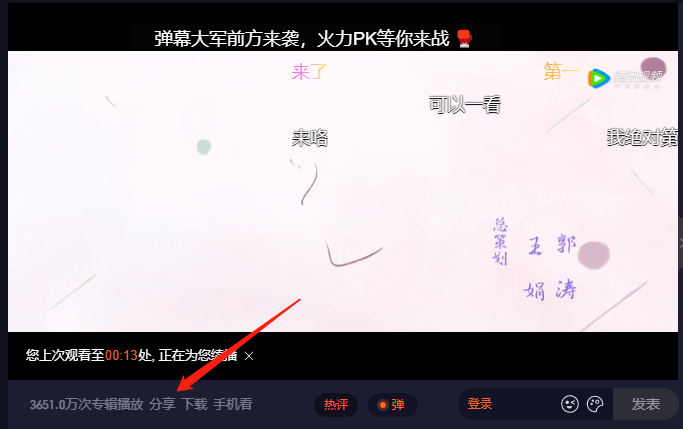 弹幕大军前方来袭，火力PK等你来战
来了
第一
腾讯视频
可以一看
来咯
我绝对第
总策划
王娟
郭涛
您上次观看至00:13处, 正在为您续播 ×
3651.0万次专辑播放 分享 下载 手机看
热评
弹
登录
发表